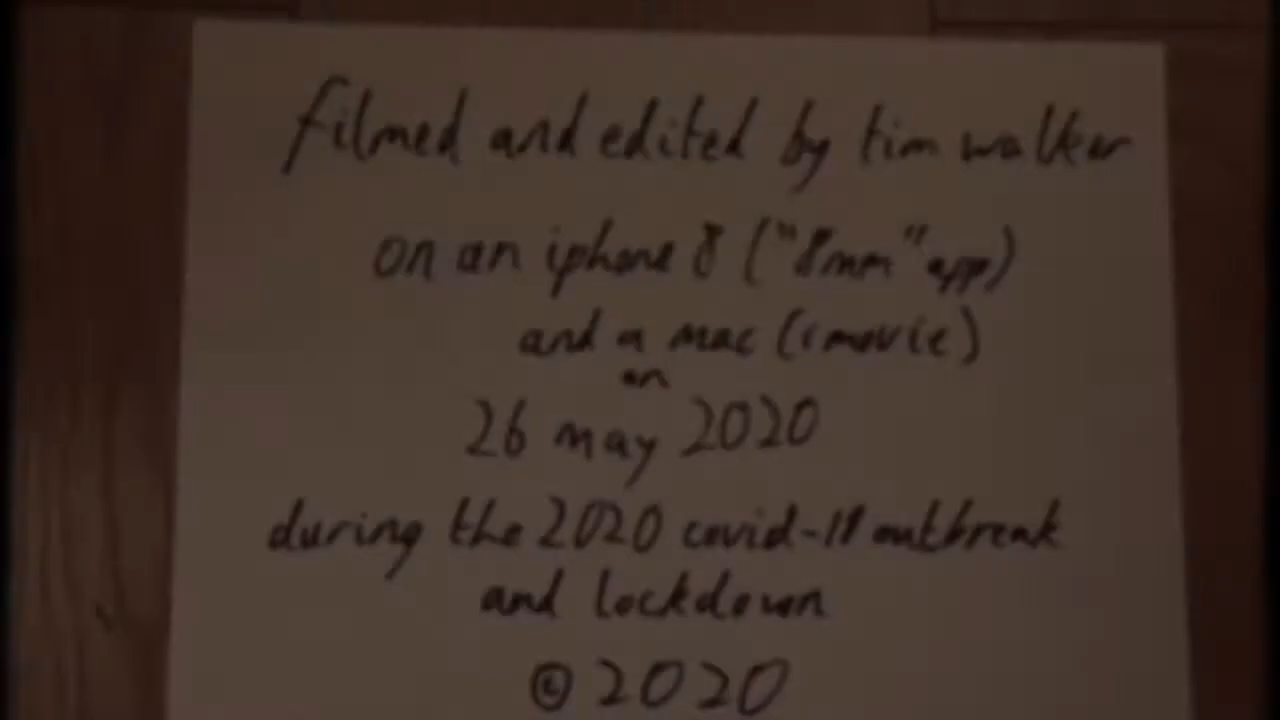 filmed and edited by tim walker
on an iphone 8 ("8mm" app)
and a mac (imovie)
on
26 may 2020
during the 2020 covid-19 outbreak
and lockdown
© 2020